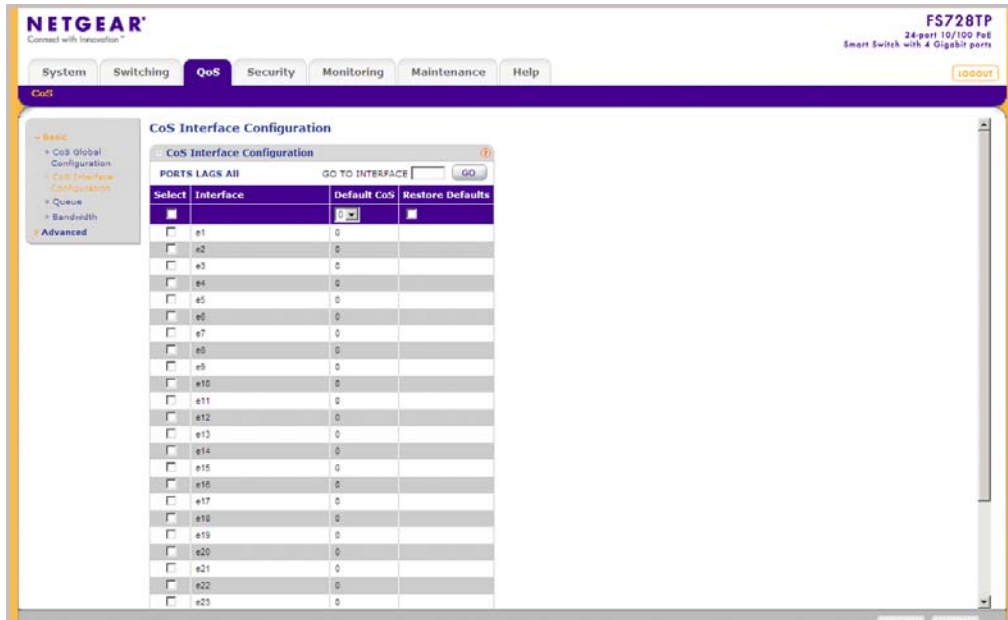 NETGEAR
Connect with Innovation™
FS728TP
24-port 10/100 PoE
Smart Switch with 4 Gigabit ports
System Switching QoS Security Monitoring Maintenance Help
LOGOUT
CoS
Basic
CoS Global
Configuration
CoS Interface
Configuration
Queue
Bandwidth
Advanced
CoS Interface Configuration
CoS Interface Configuration
PORTS LAGS All GO TO INTERFACE GO
Select Interface Default CoS Restore Defaults
0
e1 0
e2 0
e3 0
e4 0
e5 0
e6 0
e7 0
e8 0
e9 0
e10 0
e11 0
e12 0
e13 0
e14 0
e15 0
e16 0
e17 0
e18 0
e19 0
e20 0
e21 0
e22 0
e23 0